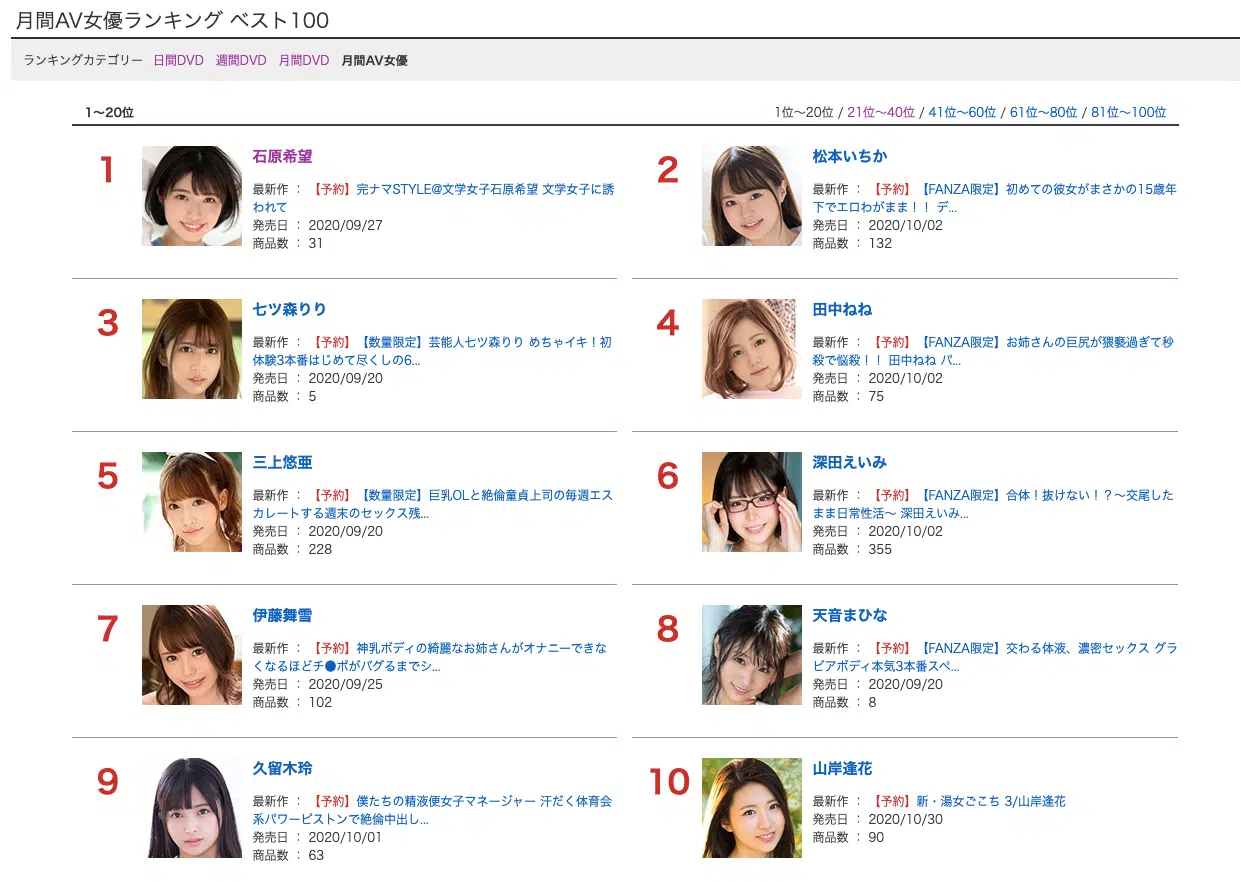 月間AV女優ランキング ベスト100
ランキングカテゴリー 日間DVD 週間DVD 月間DVD 月間AV女優
1〜20位
1位〜20位 / 21位〜40位 / 41位〜60位 / 61位〜80位 / 81位〜100位
1
石原希望
最新作 : 【予約】完ナマSTYLE@文学女子石原希望 文学女子に誘
われて
発売日 : 2020/09/27
商品数 : 31
2
松本いちか
最新作 : 【予約】【FANZA限定】初めての彼女がまさかの15歳年
下でエロわがまま！！ デ...
発売日 : 2020/10/02
商品数 : 132
3
七ツ森りり
最新作 : 【予約】【数量限定】芸能人七ツ森りり めちゃイキ！初
体験3本番はじめて尽くしの6...
発売日 : 2020/09/20
商品数 : 5
4
田中ねね
最新作 : 【予約】【FANZA限定】お姉さんの巨尻が猥褻過ぎて秒
殺で悩殺！！ 田中ねね パ...
発売日 : 2020/10/02
商品数 : 75
5
三上悠亜
最新作 : 【予約】【数量限定】巨乳OLと絶倫童貞上司の毎週エス
カレートする週末のセックス残...
発売日 : 2020/09/20
商品数 : 228
6
深田えいみ
最新作 : 【予約】【FANZA限定】合体！抜けない！？〜交尾した
まま日常性活〜 深田えいみ...
発売日 : 2020/10/02
商品数 : 355
7
伊藤舞雪
最新作 : 【予約】神乳ボディの綺麗なお姉さんがオナニーできな
くなるほどチ●ポがバグるまでシ...
発売日 : 2020/09/25
商品数 : 102
8
天音まひな
最新作 : 【予約】【FANZA限定】交わる体液、濃密セックス グラ
ビアボディ本気3本番スペ...
発売日 : 2020/09/20
商品数 : 8
9
久留木玲
最新作 : 【予約】僕たちの精液便女子マネージャー 汗だく体育会
系パワーピストンで絶倫中出し...
発売日 : 2020/10/01
商品数 : 63
10
山岸逢花
最新作 : 【予約】新・湯女ごこち 3/山岸逢花
発売日 : 2020/10/30
商品数 : 90